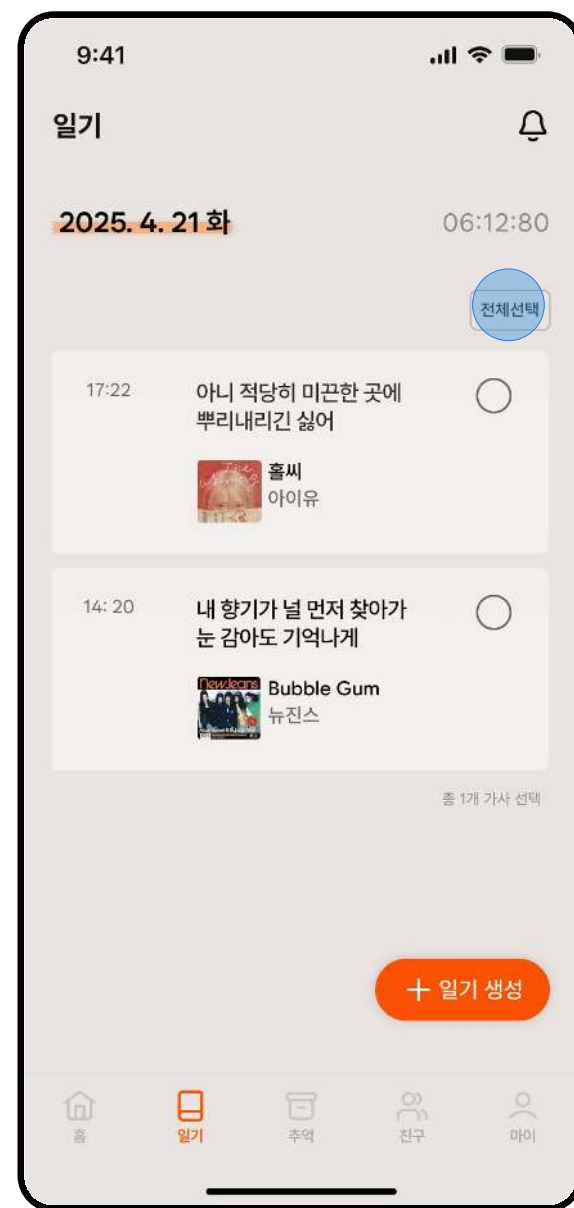 9:41
일기
2025. 4. 21 화
06:12:80
전체선택
17:22
아니 적당히 미끈한 곳에
뿌리내리긴 싫어
홀씨
아이유
14: 20
내 향기가 널 먼저 찾아가
눈 감아도 기억나게
NewJeans
Bubble Gum
뉴진스
총 1개 가사 선택
+ 일기 생성
홈
일기
추억
친구
마이